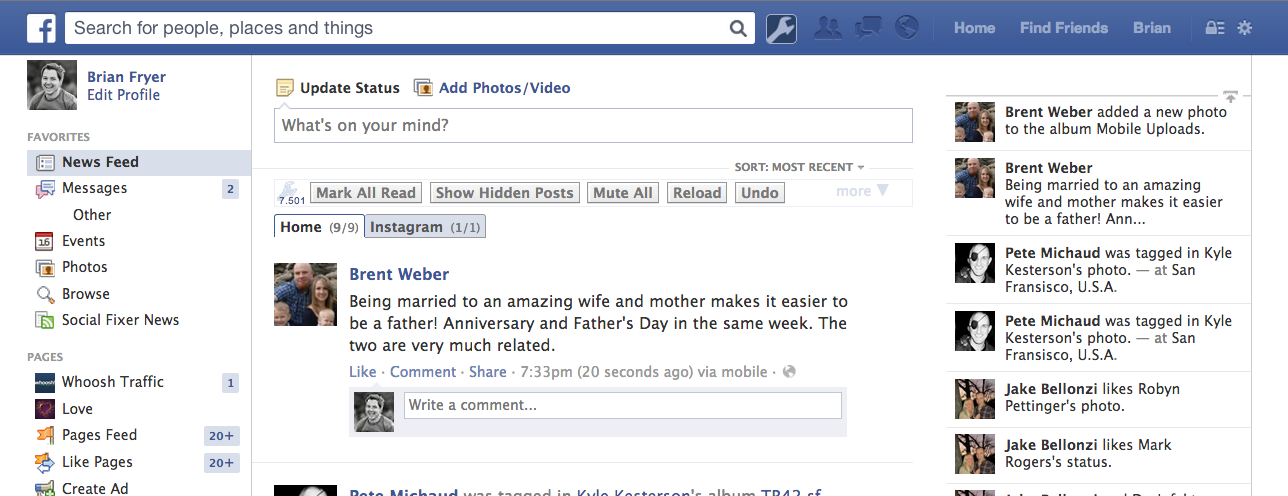 f
Search for people, places and things
Home
Find Friends
Brian
Brian Fryer
Edit Profile
FAVORITES
News Feed
Messages
2
Other
16
Events
Photos
Browse
Social Fixer News
PAGES
whoosh!
Whoosh Traffic
1
Love
Pages Feed
20+
Like Pages
20+
Create Ad
Update Status
Add Photos/Video
What's on your mind?
SORT: MOST RECENT
7.501
Mark All Read
Show Hidden Posts
Mute All
Reload
Undo
more ▼
Home (9/9)
Instagram (1/1)
Brent Weber
Being married to an amazing wife and mother makes it easier to
be a father! Anniversary and Father's Day in the same week. The
two are very much related.
Like · Comment · Share · 7:33pm (20 seconds ago) via mobile ·
Write a comment...
Pete Michaud was tagged in Kyle Kesterson's album TR42 sf
Brent Weber added a new photo
to the album Mobile Uploads.
Brent Weber
Being married to an amazing
wife and mother makes it easier
to be a father! Ann...
Pete Michaud was tagged in Kyle
Kesterson's photo. — at San
Fransisco, U.S.A.
Pete Michaud was tagged in Kyle
Kesterson's photo. — at San
Fransisco, U.S.A.
Jake Bellonzi likes Robyn
Pettinger's photo.
Jake Bellonzi likes Mark
Rogers's status.